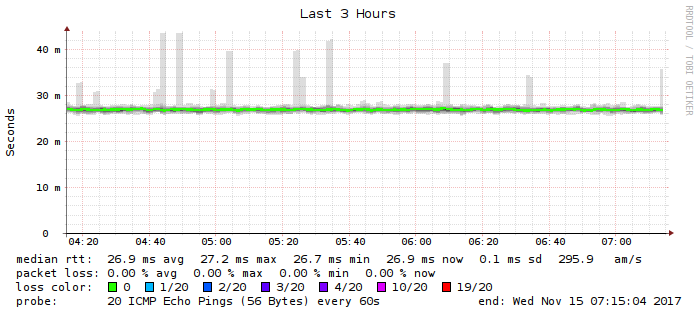 Last 3 Hours
RRDTOOL / TOBI OETIKER
Seconds
40 m
30 m
20 m
10 m
0
04:20 04:40 05:00 05:20 05:40 06:00 06:20 06:40 07:00
median rtt: 26.9 ms avg 27.2 ms max 26.7 ms min 26.9 ms now 0.1 ms sd 295.9 am/s
packet loss: 0.00 % avg 0.00 % max 0.00 % min 0.00 % now
loss color: 0 1/20 2/20 3/20 4/20 10/20 19/20
probe: 20 ICMP Echo Pings (56 Bytes) every 60s end: Wed Nov 15 07:15:04 2017